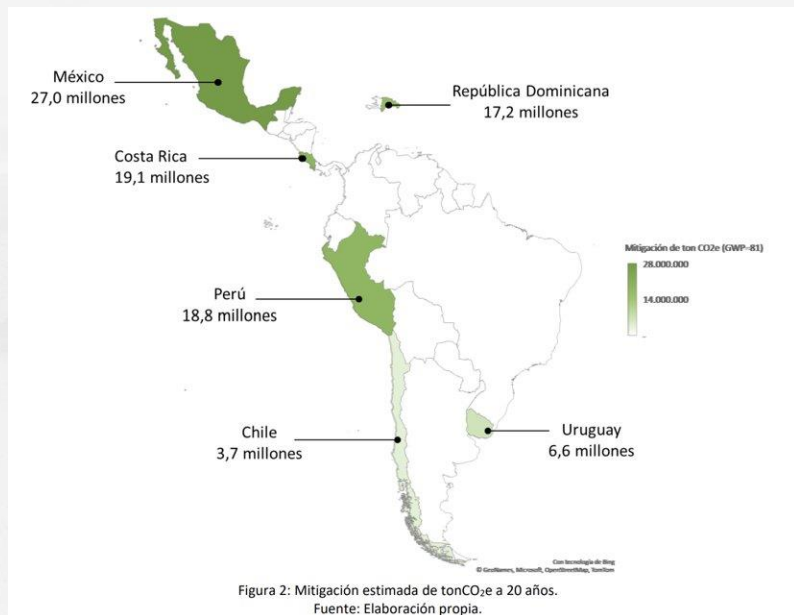 México
27,0 millones
República Dominicana
17,2 millones
Costa Rica
19,1 millones
Mitigación de ton CO2e (GWP=81)
28.000.000
14.000.000
-
Perú
18,8 millones
Chile
3,7 millones
Uruguay
6,6 millones
Con tecnología de Bing
© GeoNames, Microsoft, OpenStreetMap, TomTom
Figura 2: Mitigación estimada de tonCO₂e a 20 años.
Fuente: Elaboración propia.